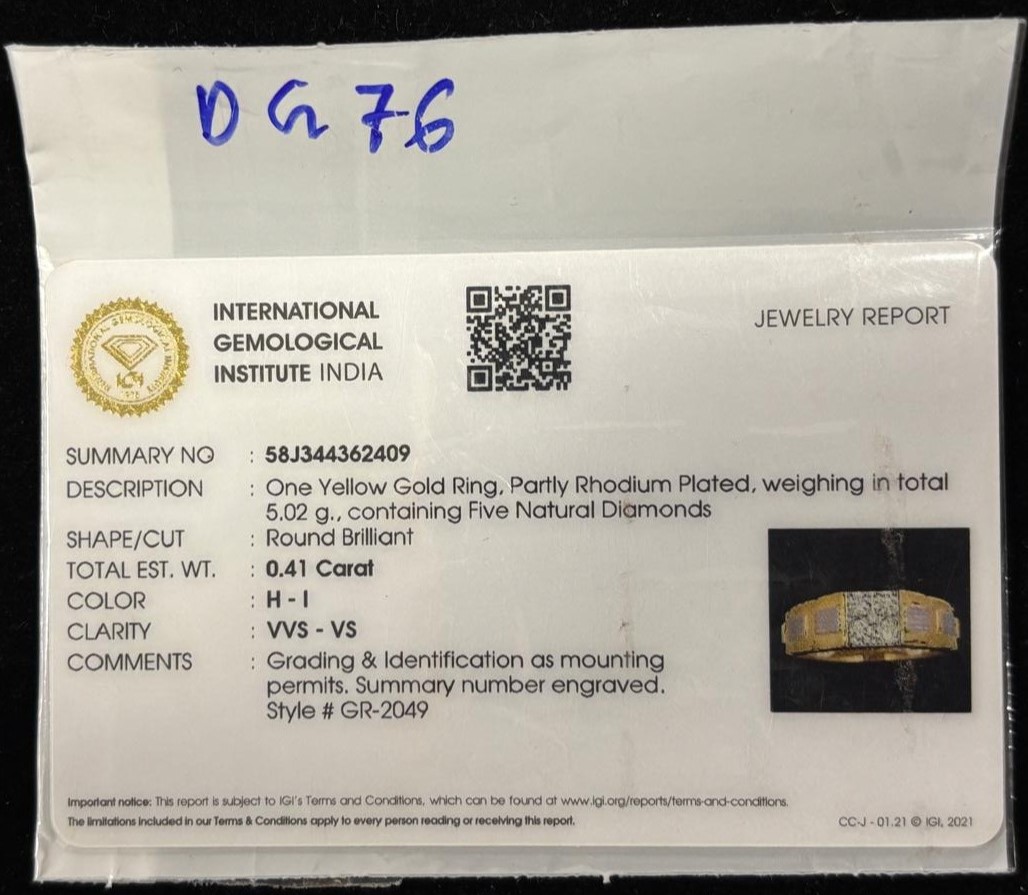 DG 76
INTERNATIONAL
GEMOLOGICAL
INSTITUTE INDIA
JEWELRY REPORT
SUMMARY NO : 58J344362409
DESCRIPTION : One Yellow Gold Ring, Partly Rhodium Plated, weighing in total
5.02 g., containing Five Natural Diamonds
SHAPE/CUT : Round Brilliant
TOTAL EST. WT. : 0.41 Carat
COLOR : H - I
CLARITY : VVS - VS
COMMENTS : Grading & Identification as mounting
permits. Summary number engraved.
Style # GR-2049
Important notice: This report is subject to IGI's Terms and Conditions, which can be found at www.igi.org/reports/terms-and-conditions.
The limitations included in our Terms & Conditions apply to every person reading or receiving this report.
CC-J - 01.21 © IGI, 2021